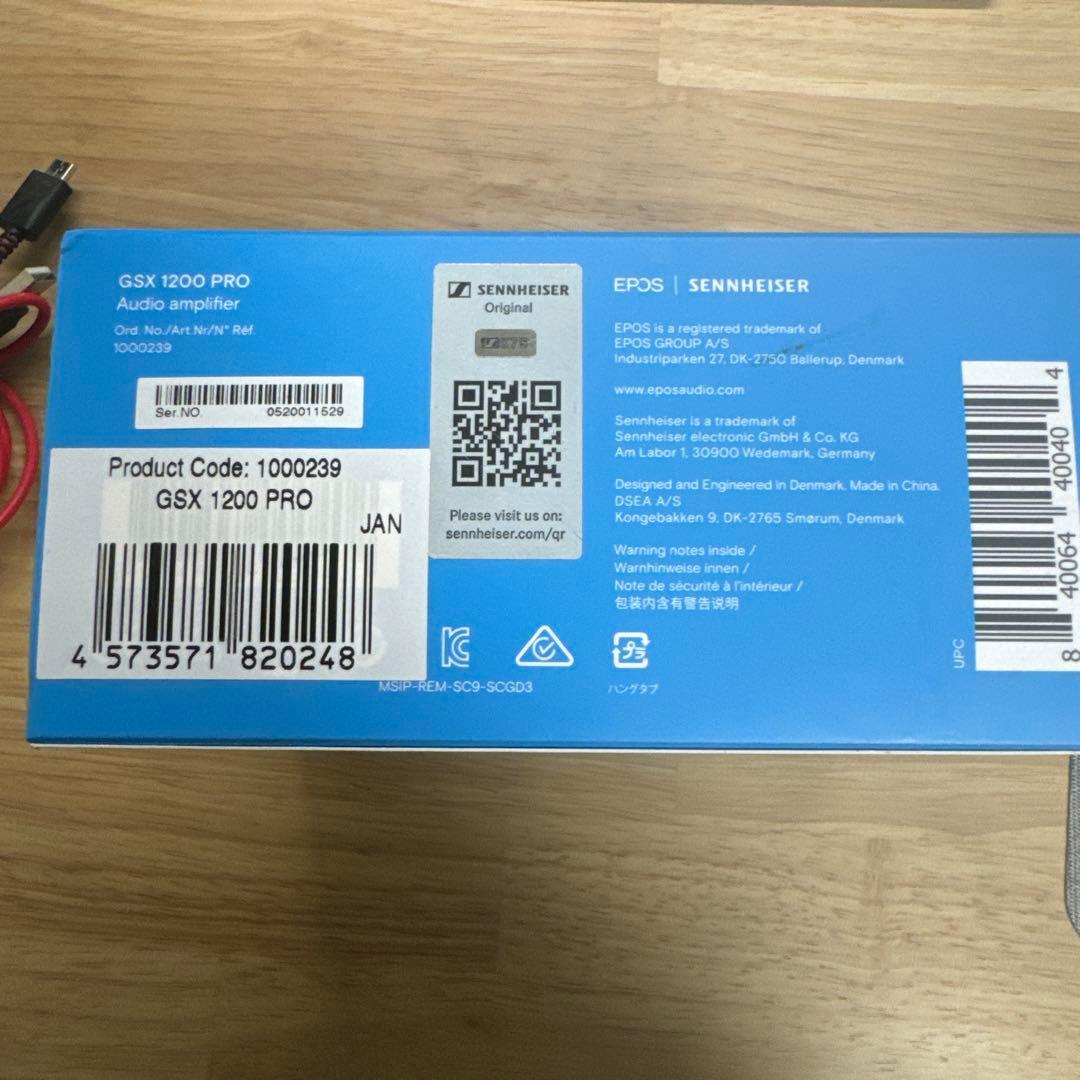 GSX 1200 PRO
Audio amplifier
Ord. No./Art.Nr/N° Réf.
1000239
Ser.NO. 0520011529
Product Code: 1000239
GSX 1200 PRO
JAN
4 573571 820248
SENNHEISER
Original
Please visit us on:
sennheiser.com/qr
EPOS | SENNHEISER
EPOS is a registered trademark of
EPOS GROUP A/S
Industriparken 27, DK-2750 Ballerup, Denmark
www.eposaudio.com
Sennheiser is a trademark of
Sennheiser electronic GmbH & Co. KG
Am Labor 1, 30900 Wedemark, Germany
Designed and Engineered in Denmark. Made in China.
DSEA A/S
Kongebakken 9, DK-2765 Smørum, Denmark
Warning notes inside /
Warnhinweise innen /
Note de sécurité à l'intérieur /
包装内含有警告说明
MSIP-REM-SC9-SCGD3
プラ
ハングタブ
UPC
8 40064 40040 4